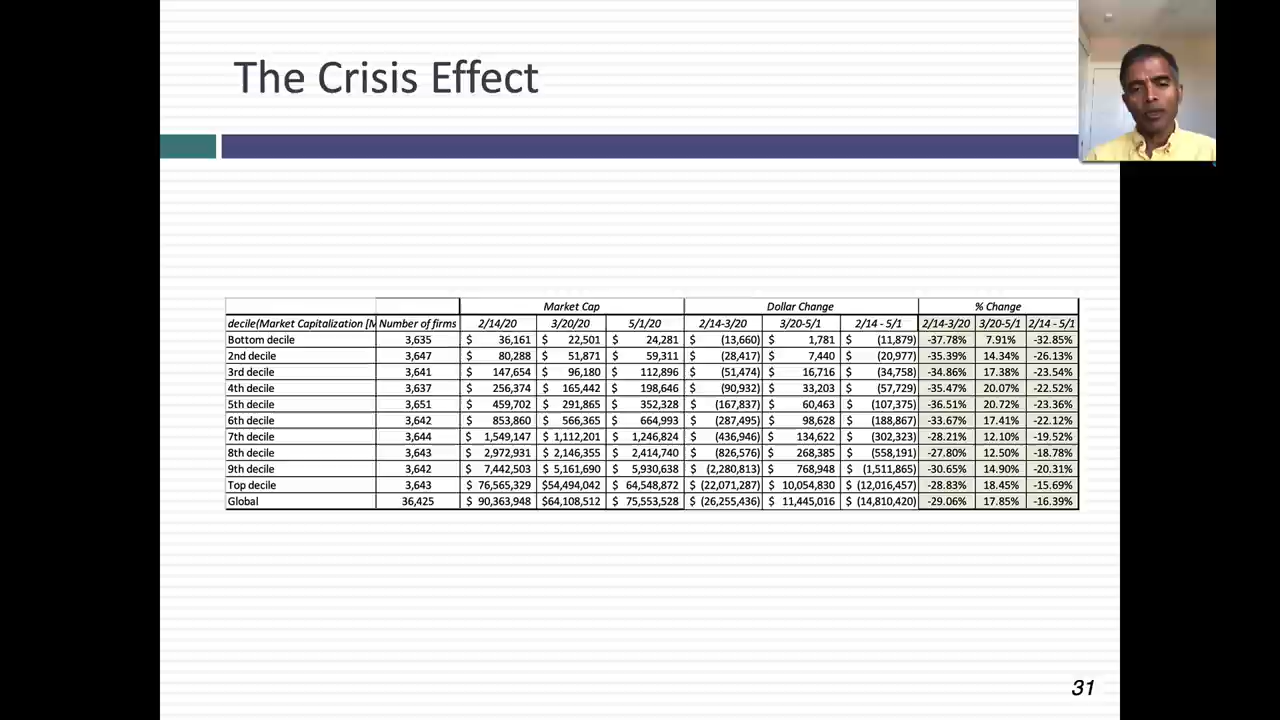 The Crisis Effect
Market Cap Dollar Change % Change
decile(Market Capitalization [M Number of firms 2/14/20 3/20/20 5/1/20 2/14-3/20 3/20-5/1 2/14 - 5/1 2/14-3/20 3/20-5/1 2/14 - 5/1
Bottom decile 3,635 $ 36,161 $ 22,501 $ 24,281 $ (13,660) $ 1,781 $ (11,879) -37.78% 7.91% -32.85%
2nd decile 3,647 $ 80,288 $ 51,871 $ 59,311 $ (28,417) $ 7,440 $ (20,977) -35.39% 14.34% -26.13%
3rd decile 3,641 $ 147,654 $ 96,180 $ 112,896 $ (51,474) $ 16,716 $ (34,758) -34.86% 17.38% -23.54%
4th decile 3,637 $ 256,374 $ 165,442 $ 198,646 $ (90,932) $ 33,203 $ (57,729) -35.47% 20.07% -22.52%
5th decile 3,651 $ 459,702 $ 291,865 $ 352,328 $ (167,837) $ 60,463 $ (107,375) -36.51% 20.72% -23.36%
6th decile 3,642 $ 853,860 $ 566,365 $ 664,993 $ (287,495) $ 98,628 $ (188,867) -33.67% 17.41% -22.12%
7th decile 3,644 $ 1,549,147 $ 1,112,201 $ 1,246,824 $ (436,946) $ 134,622 $ (302,323) -28.21% 12.10% -19.52%
8th decile 3,643 $ 2,972,931 $ 2,146,355 $ 2,414,740 $ (826,576) $ 268,385 $ (558,191) -27.80% 12.50% -18.78%
9th decile 3,642 $ 7,442,503 $ 5,161,690 $ 5,930,638 $ (2,280,813) $ 768,948 $ (1,511,865) -30.65% 14.90% -20.31%
Top decile 3,643 $ 76,565,329 $54,494,042 $ 64,548,872 $ (22,071,287) $ 10,054,830 $ (12,016,457) -28.83% 18.45% -15.69%
Global 36,425 $ 90,363,948 $64,108,512 $ 75,553,528 $ (26,255,436) $ 11,445,016 $ (14,810,420) -29.06% 17.85% -16.39%
31